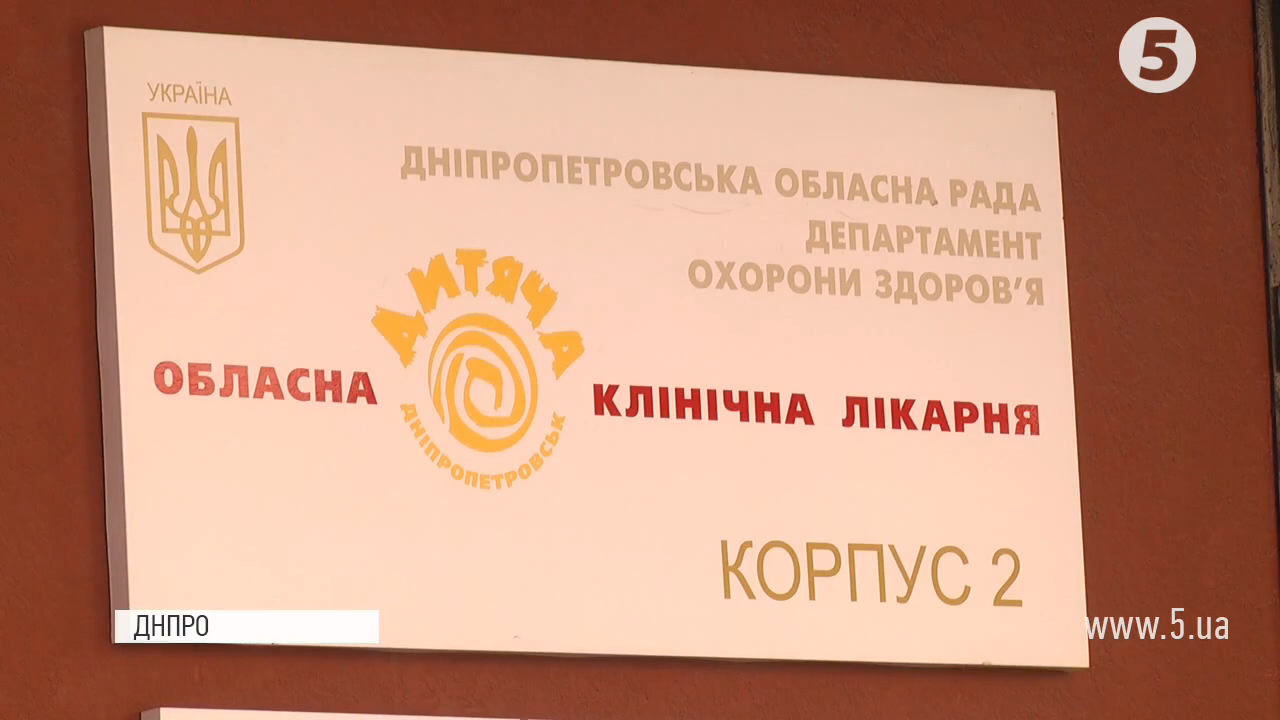 5
УКРАЇНА
ДНІПРОПЕТРОВСЬКА ОБЛАСНА РАДА
ДЕПАРТАМЕНТ
ОХОРОНИ ЗДОРОВ'Я
ОБЛАСНА ДИТЯЧА КЛІНІЧНА ЛІКАРНЯ
ДНІПРОПЕТРОВСЬК
КОРПУС 2
ДНПРО
www.5.ua